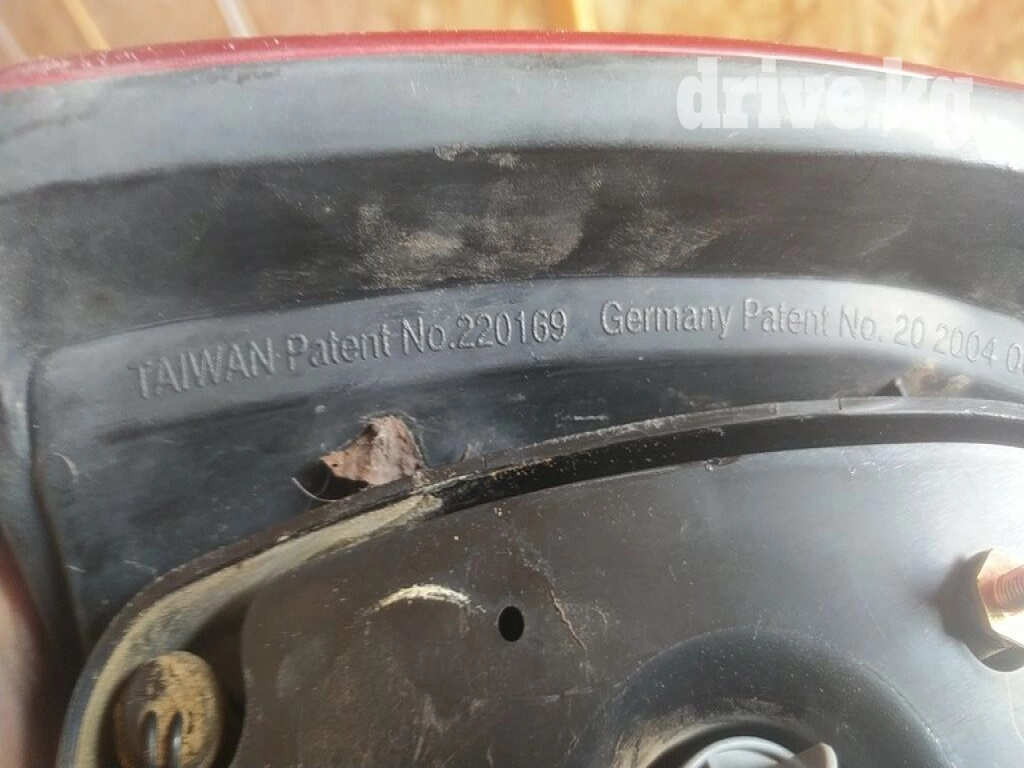 drive.kg
TAIWAN Patent No.220169 Germany Patent No. 20 2004